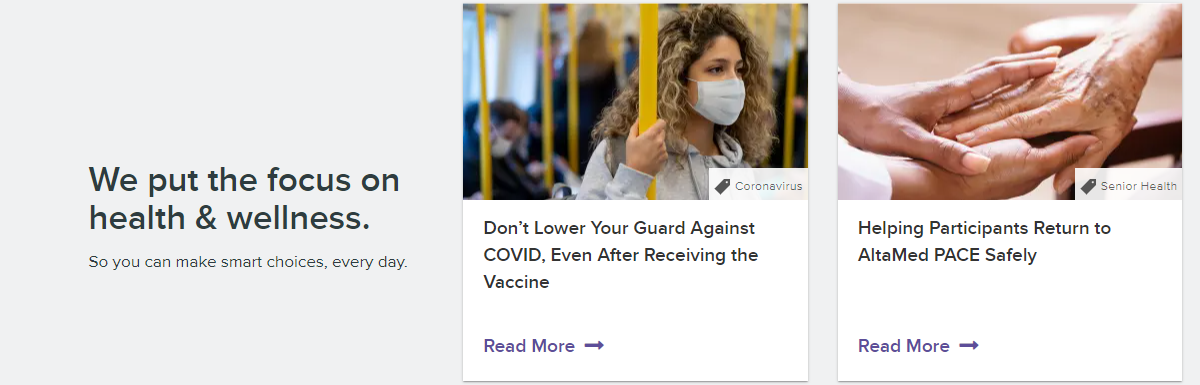 We put the focus on
health & wellness.
So you can make smart choices, every day.
Coronavirus
Don’t Lower Your Guard Against
COVID, Even After Receiving the
Vaccine
Read More
Senior Health
Helping Participants Return to
AltaMed PACE Safely
Read More